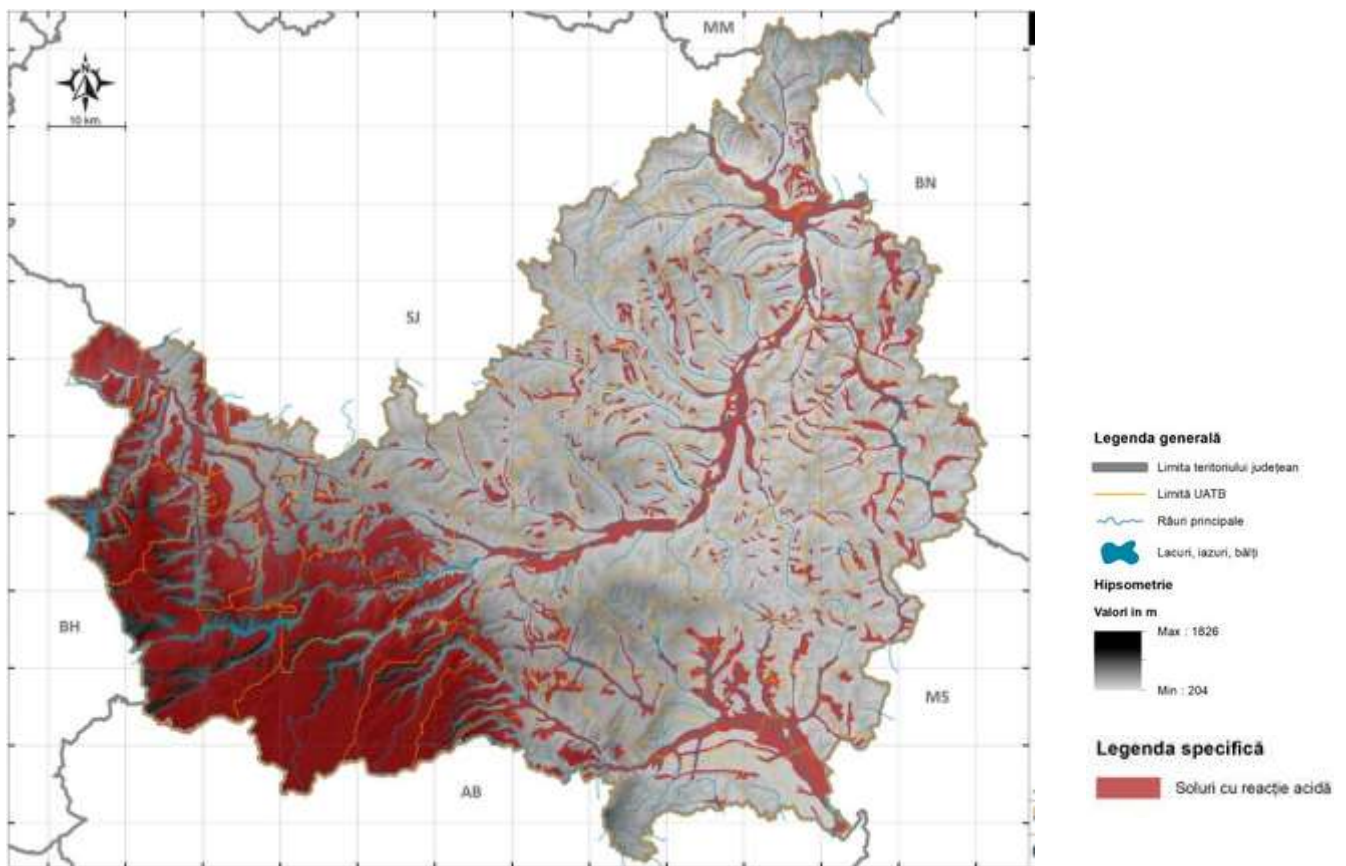 MM
N
10 km.
BN
SJ
BH
MS
AB
Legenda generală
Limita teritoriului județean
Limită UATB
Râuri principale
Lacuri, iazuri, bălți
Hipsometrie
Valori in m
Max : 1826
Min : 204
Legenda specifică
Soluri cu reacție acidă